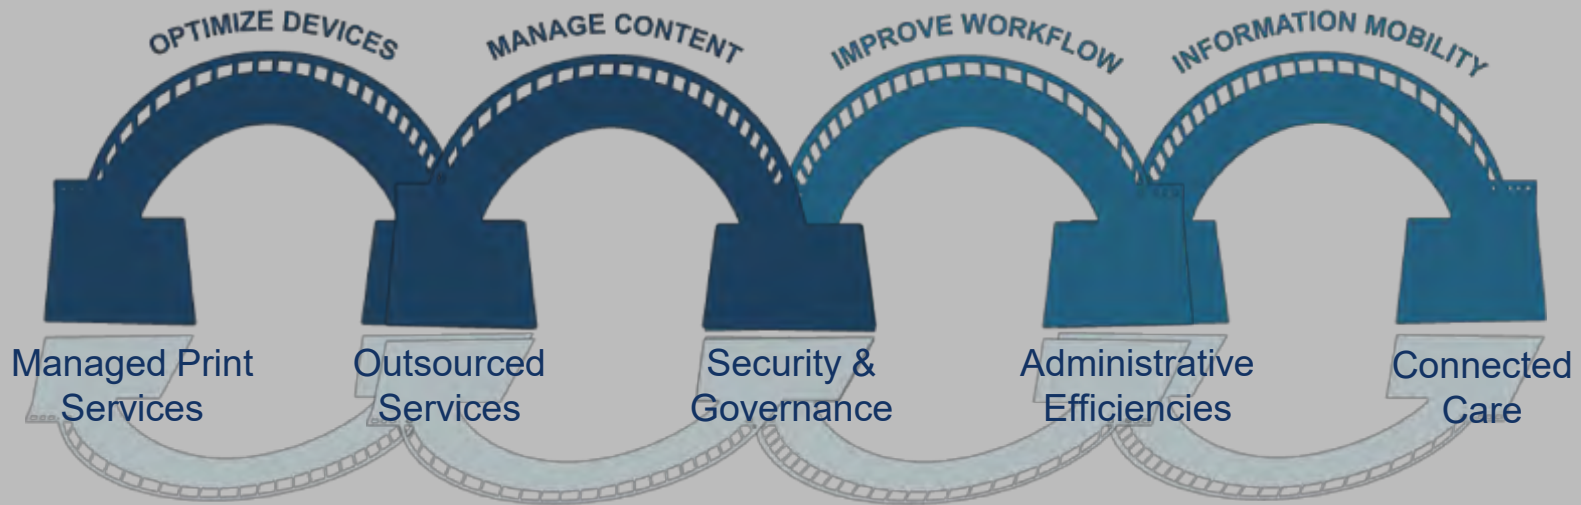 OPTIMIZE DEVICES
MANAGE CONTENT
IMPROVE WORKFLOW
INFORMATION MOBILITY
Managed Print
Services
Outsourced
Services
Security &
Governance
Administrative
Efficiencies
Connected
Care